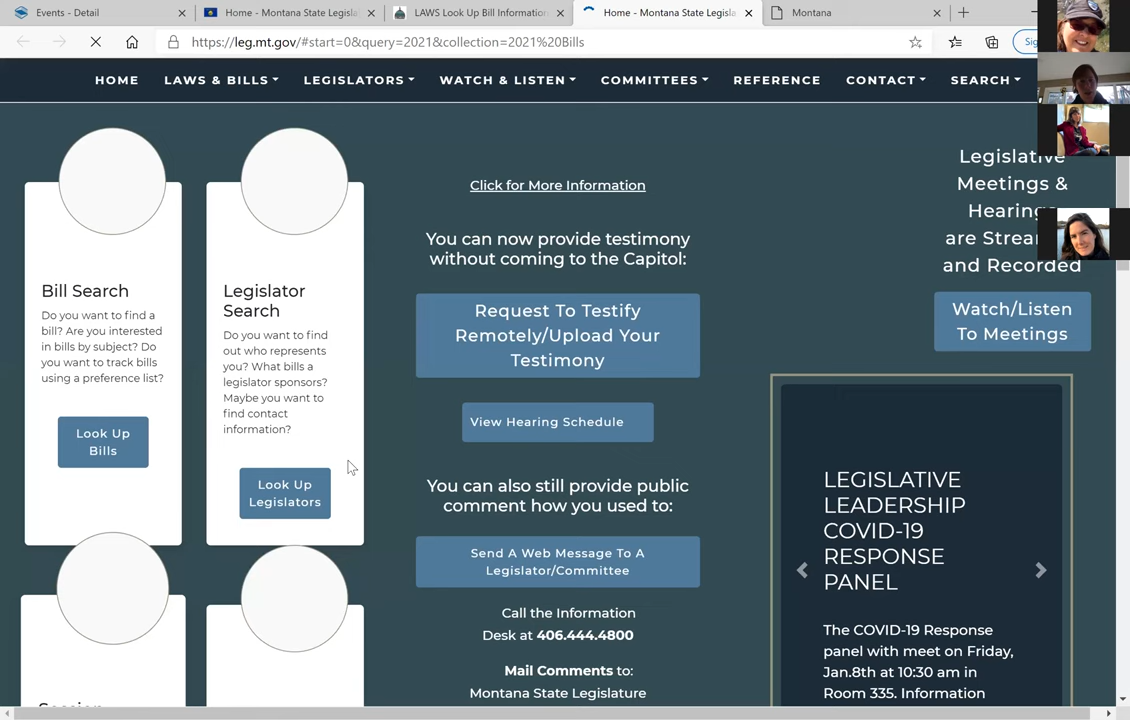 Events - Detail
Home - Montana State Legisla
LAWS Look Up Bill Information
Home - Montana State Legisla
Montana
https://leg.mt.gov/#start=0&query=2021&collection=2021%20Bills
HOME
LAWS & BILLS
LEGISLATORS
WATCH & LISTEN
COMMITTEES
REFERENCE
CONTACT
SEARCH
Bill Search
Do you want to find a
bill? Are you interested
in bills by subject? Do
you want to track bills
using a preference list?
Look Up
Bills
Legislator
Search
Do you want to find
out who represents
you? What bills a
legislator sponsors?
Maybe you want to
find contact
information?
Look Up
Legislators
Click for More Information
You can now provide testimony
without coming to the Capitol:
Request To Testify
Remotely/Upload Your
Testimony
View Hearing Schedule
You can also still provide public
comment how you used to:
Send A Web Message To A
Legislator/Committee
Call the Information
Desk at 406.444.4800
Mail Comments to:
Montana State Legislature
Legislative
Meetings &
Hearings
are Strea
and Recorded
Watch/Listen
To Meetings
LEGISLATIVE
LEADERSHIP
COVID-19
RESPONSE
PANEL
The COVID-19 Response
panel with meet on Friday,
Jan.8th at 10:30 am in
Room 335. Information